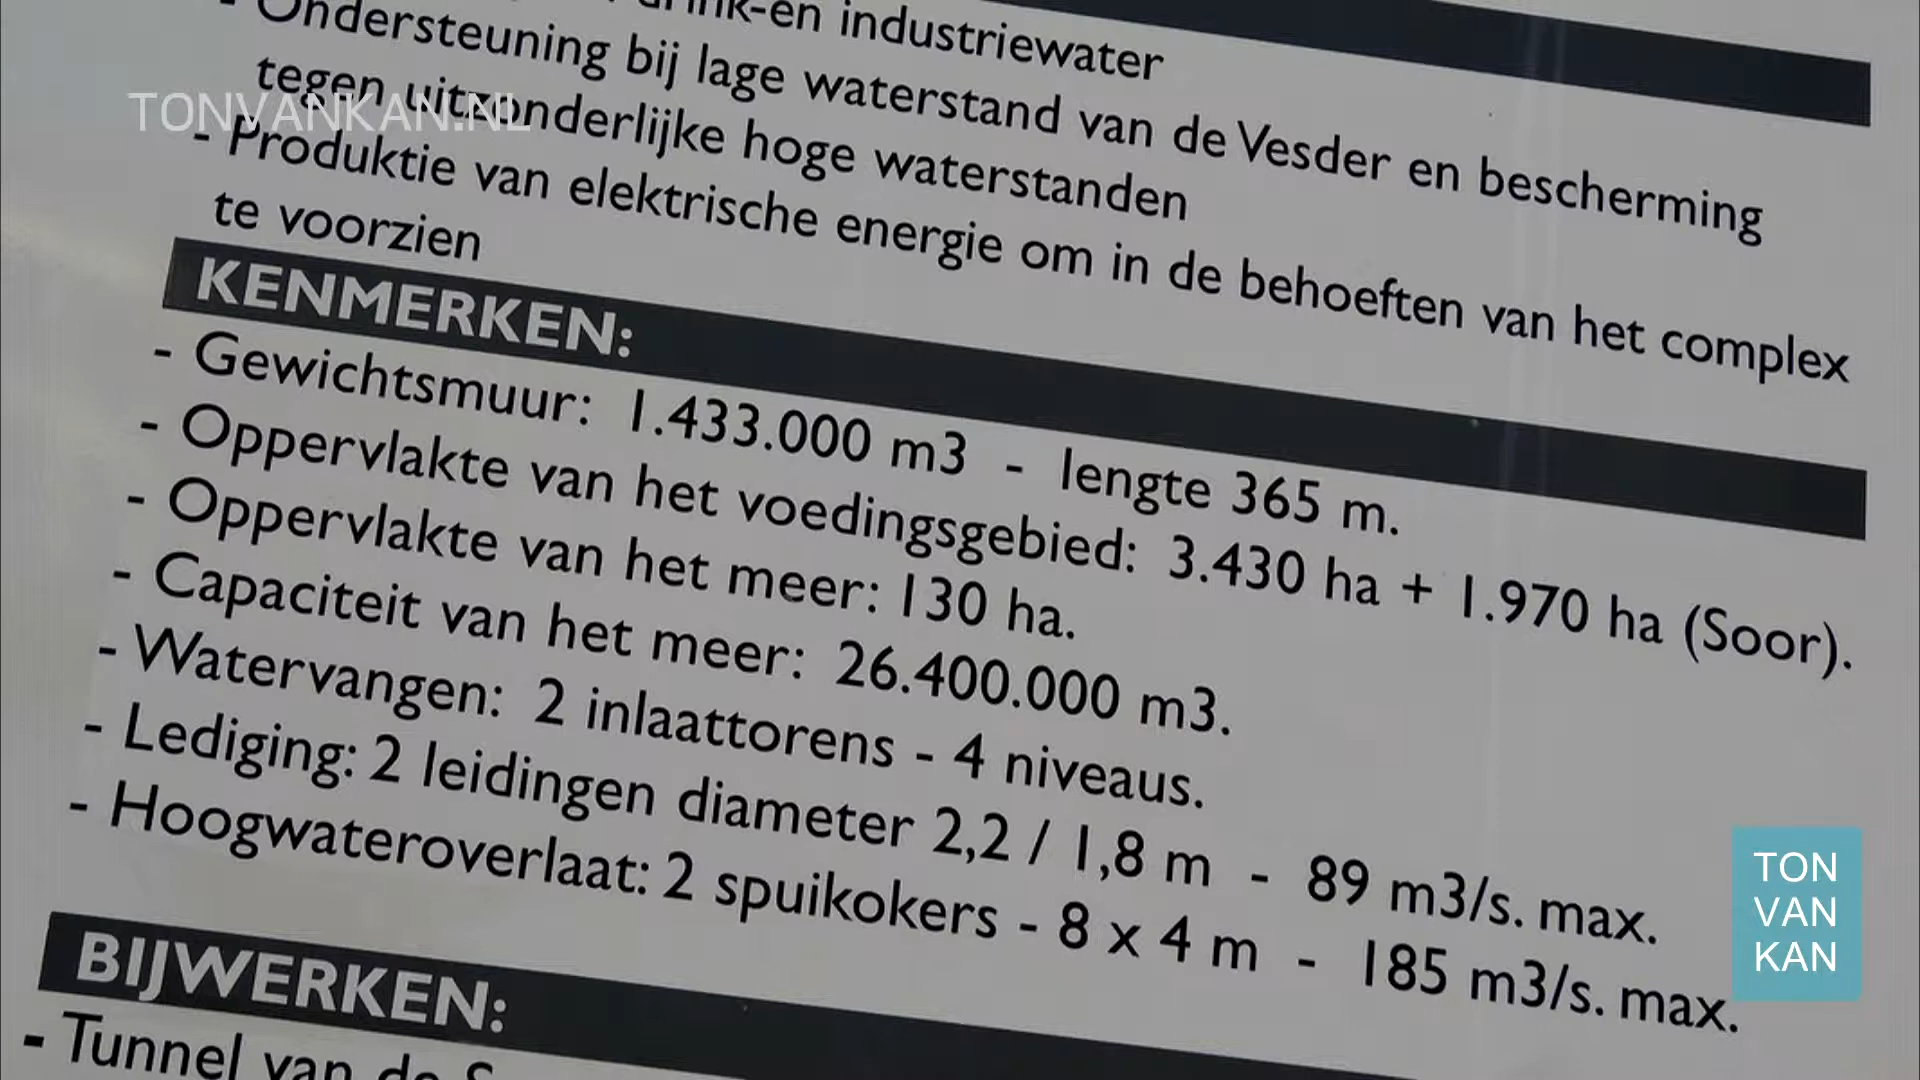 -en industriewater
- Ondersteuning bij lage waterstand van de Vesder en bescherming
tegen uitzonderlijke hoge waterstanden
- Produktie van elektrische energie om in de behoeften van het complex
te voorzien
TONVANKAN.NL
KENMERKEN:
- Gewichtsmuur: 1.433.000 m3 - lengte 365 m.
- Oppervlakte van het voedingsgebied: 3.430 ha + 1.970 ha (Soor).
- Oppervlakte van het meer: 130 ha.
- Capaciteit van het meer: 26.400.000 m3.
- Watervangen: 2 inlaattorens - 4 niveaus.
- Lediging: 2 leidingen diameter 2,2 / 1,8 m - 89 m3/s. max.
- Hoogwateroverlaat: 2 spuikokers - 8 x 4 m - 185 m3/s. max.
BIJWERKEN:
- Tunnel van de
TON
VAN
KAN